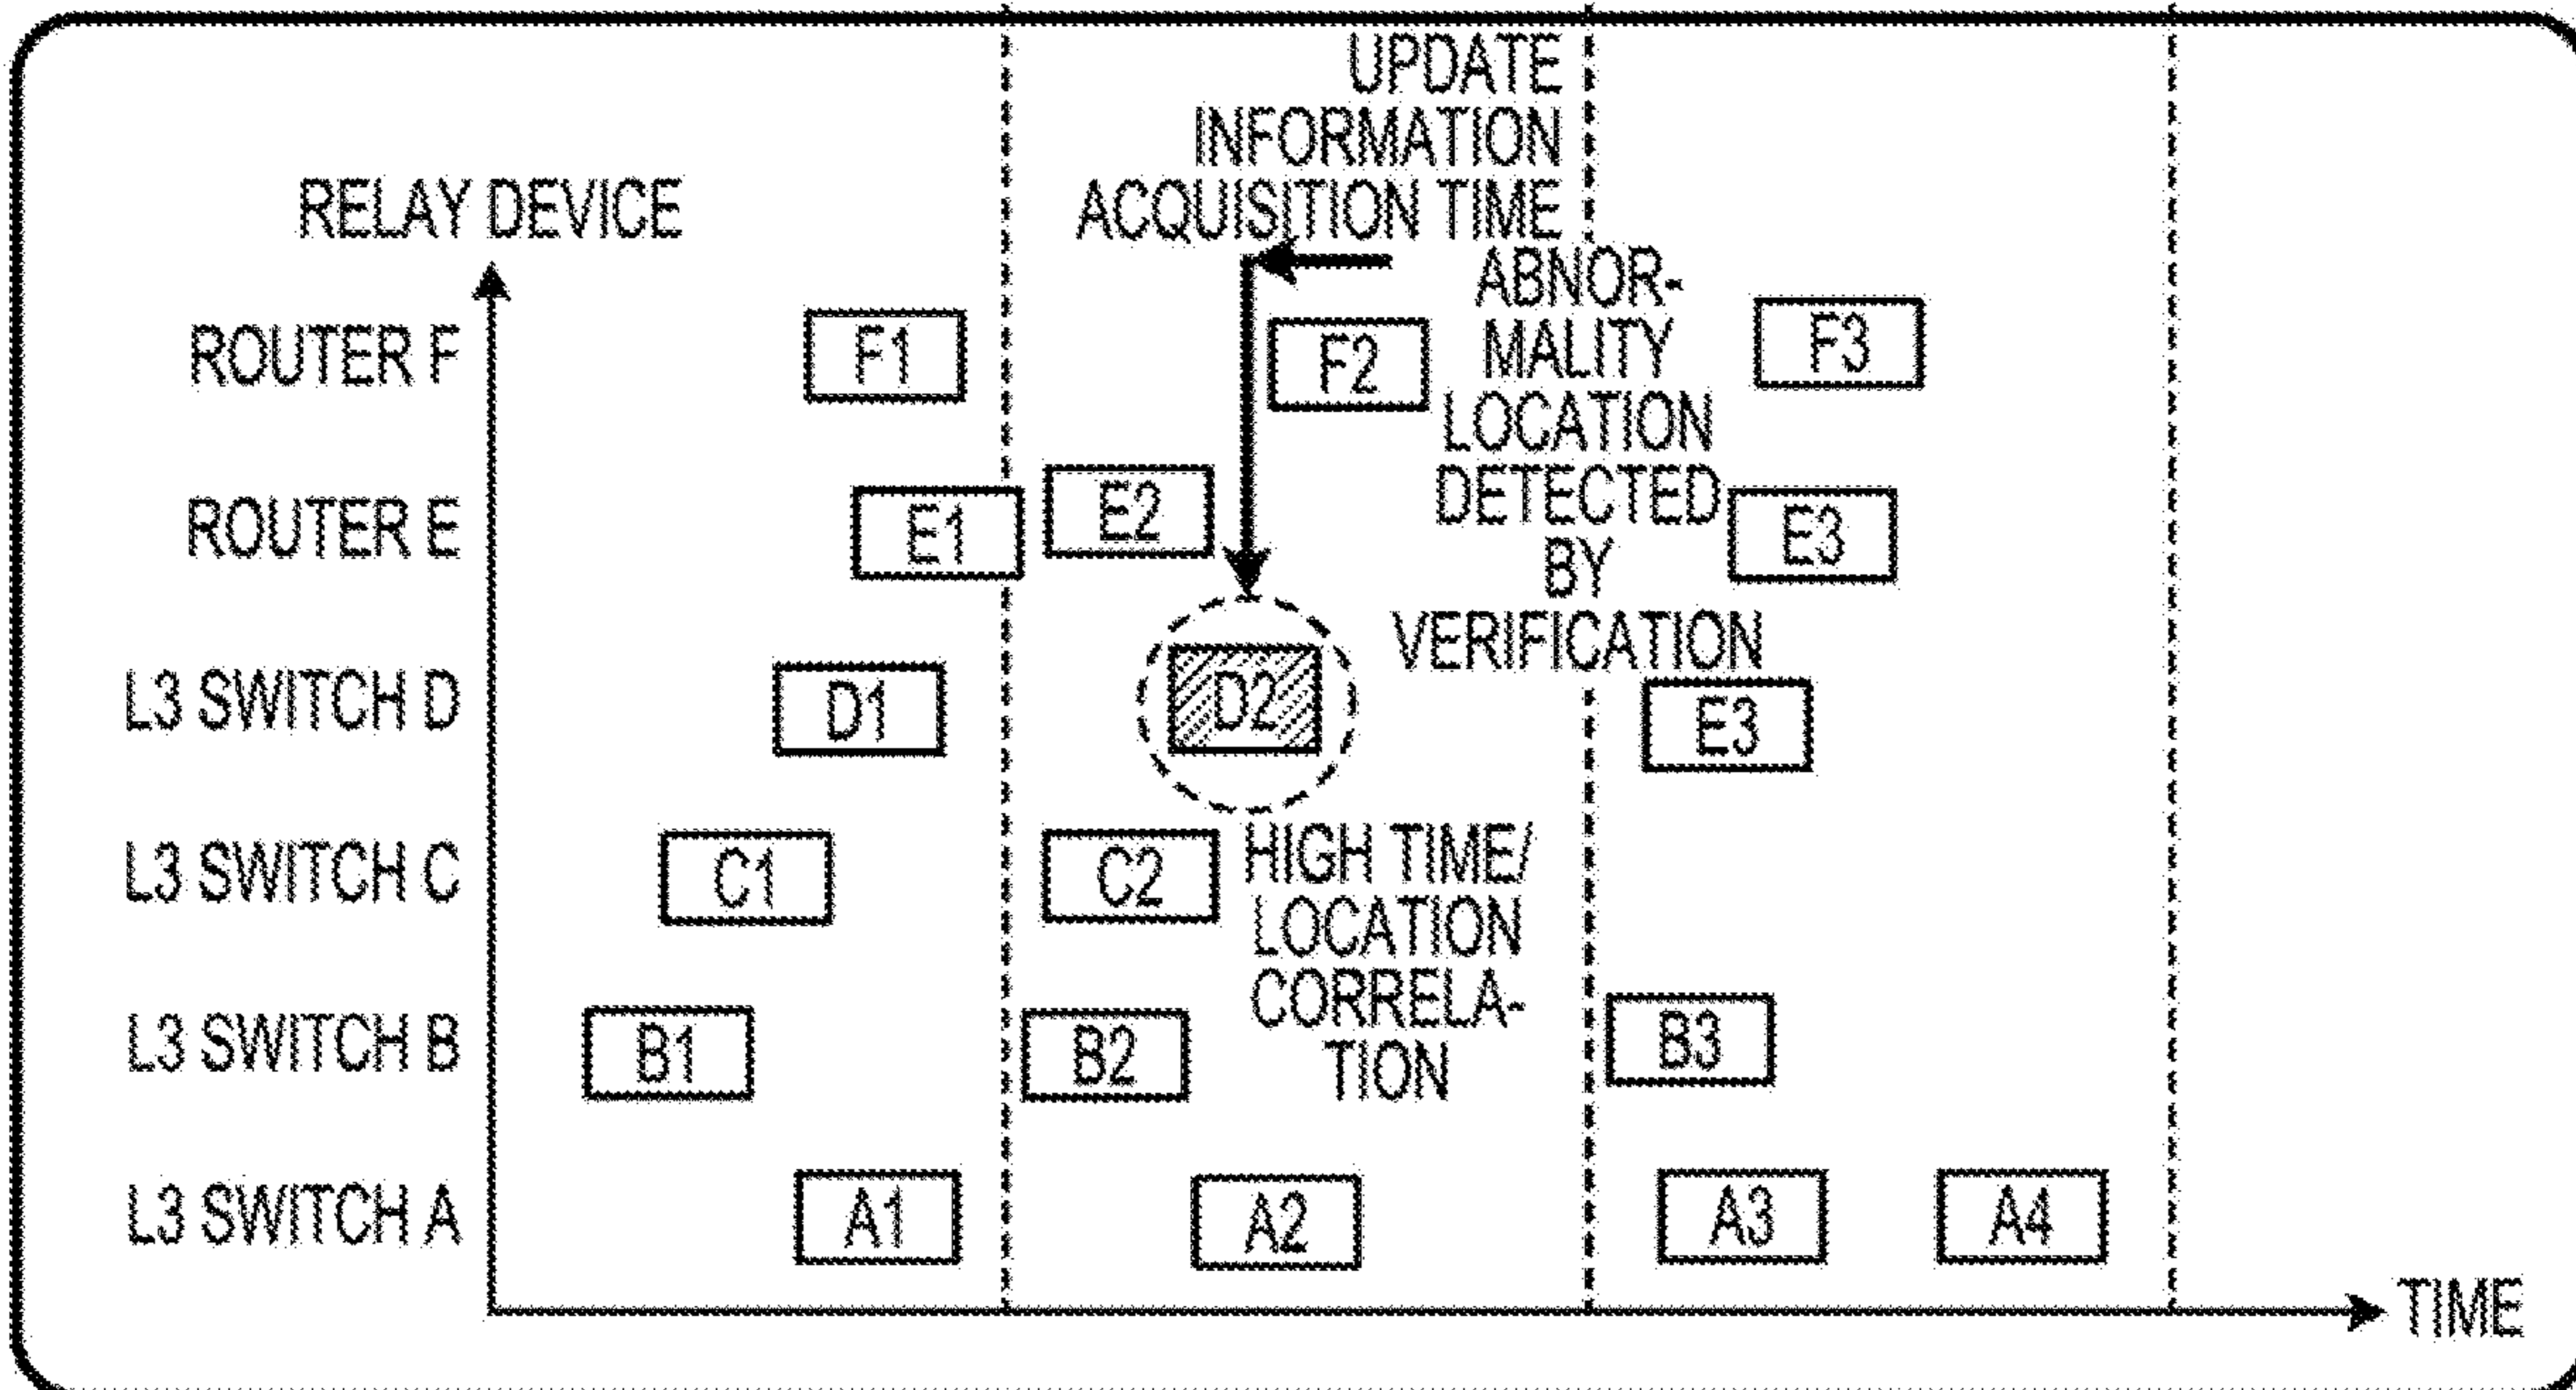 UPDATE
INFORMATION
ACQUISITION TIME
RELAY DEVICE
ABNOR-
MALITY
LOCATION
DETECTED
BY
VERIFICATION
ROUTER F
F1
F2
F3
ROUTER E
E1
E2
E3
L3 SWITCH D
D1
D2
E3
L3 SWITCH C
C1
C2
HIGH TIME/
LOCATION
CORRELA-
TION
L3 SWITCH B
B1
B2
B3
L3 SWITCH A
A1
A2
A3
A4
TIME